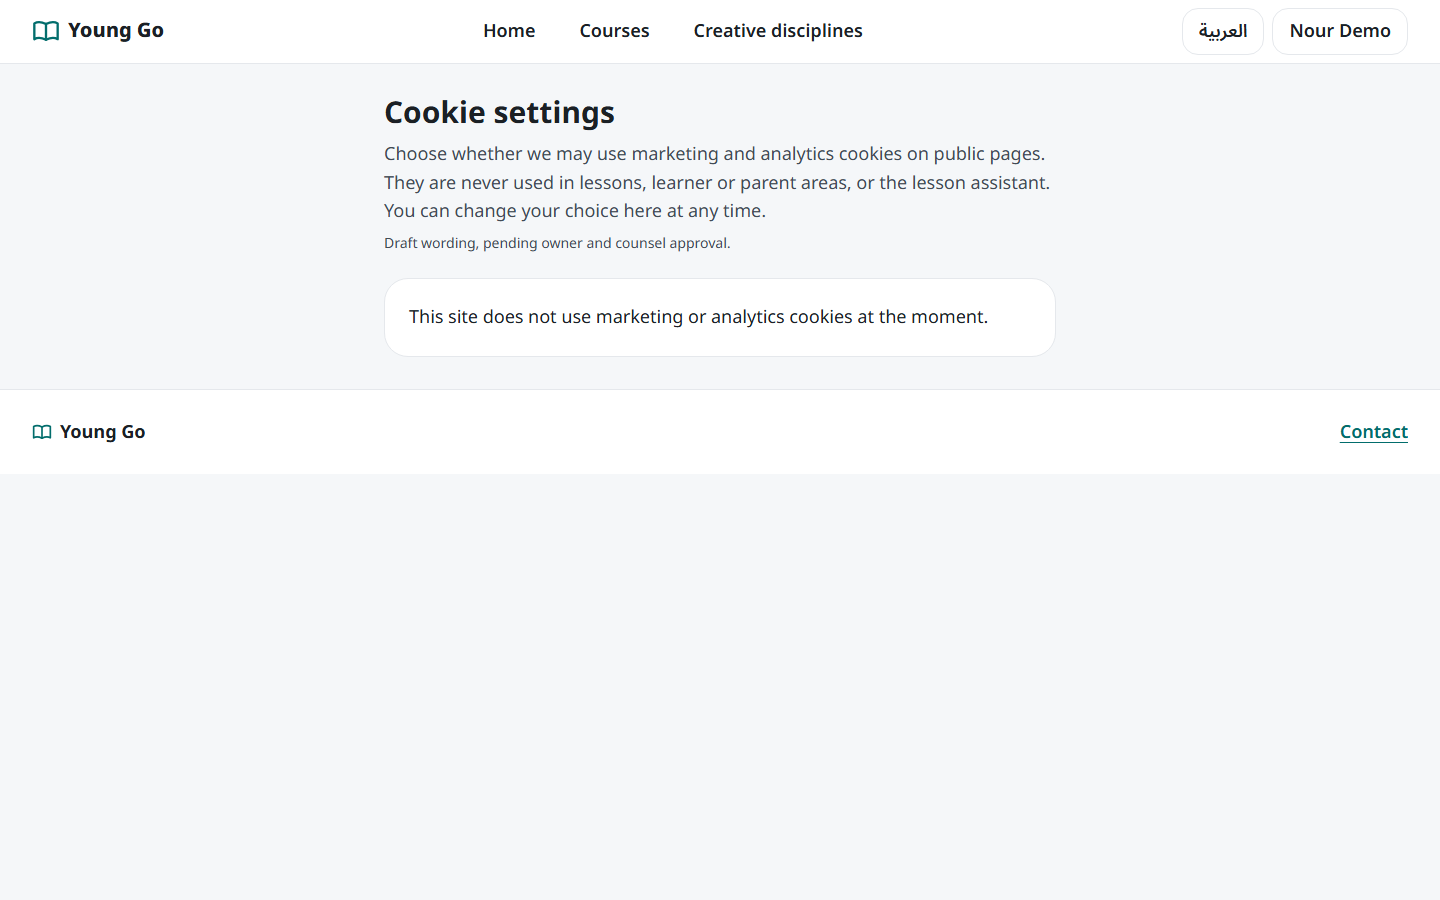 Young Go
Home
Courses
Creative disciplines
العربية
Nour Demo
Cookie settings
Choose whether we may use marketing and analytics cookies on public pages.
They are never used in lessons, learner or parent areas, or the lesson assistant.
You can change your choice here at any time.
Draft wording, pending owner and counsel approval.
This site does not use marketing or analytics cookies at the moment.
Young Go
Contact